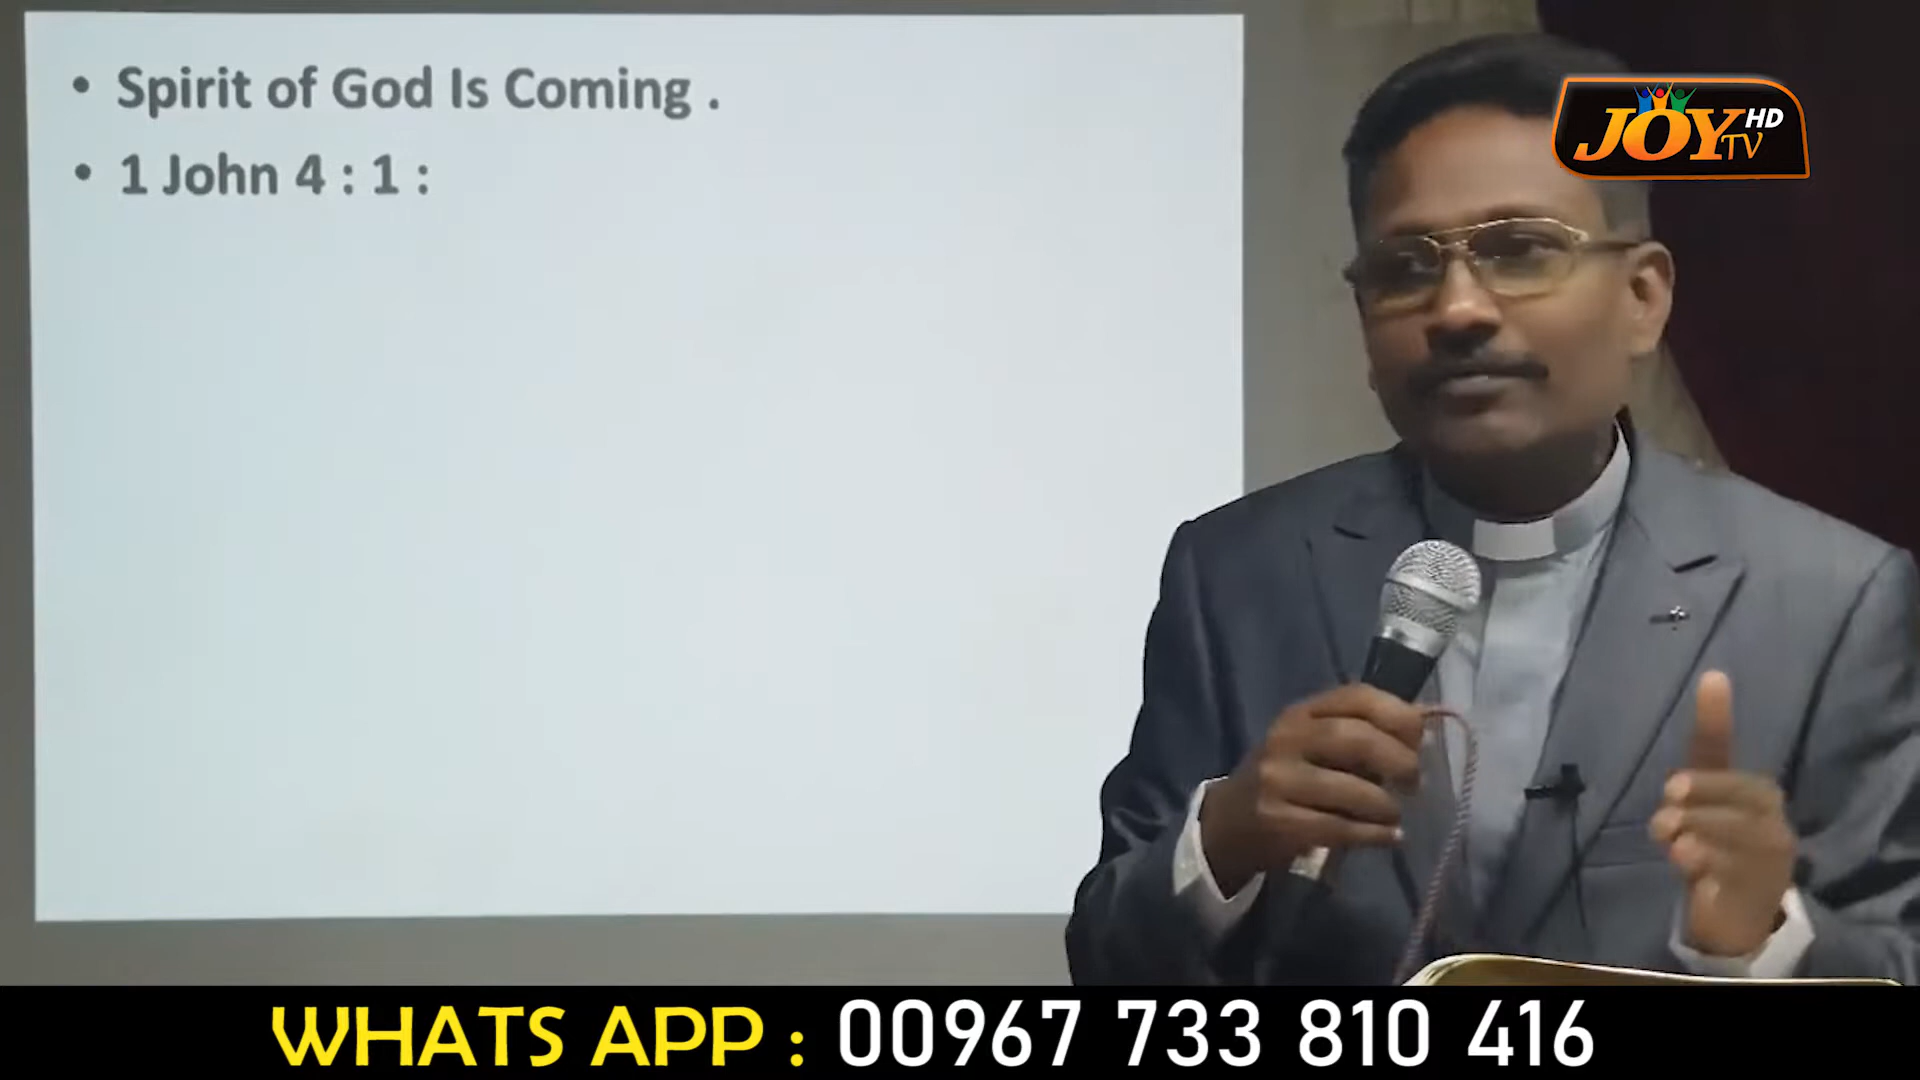 • Spirit of God Is Coming .
• 1 John 4 : 1 :
JOY HD
TV
WHATS APP : 00967 733 810 416